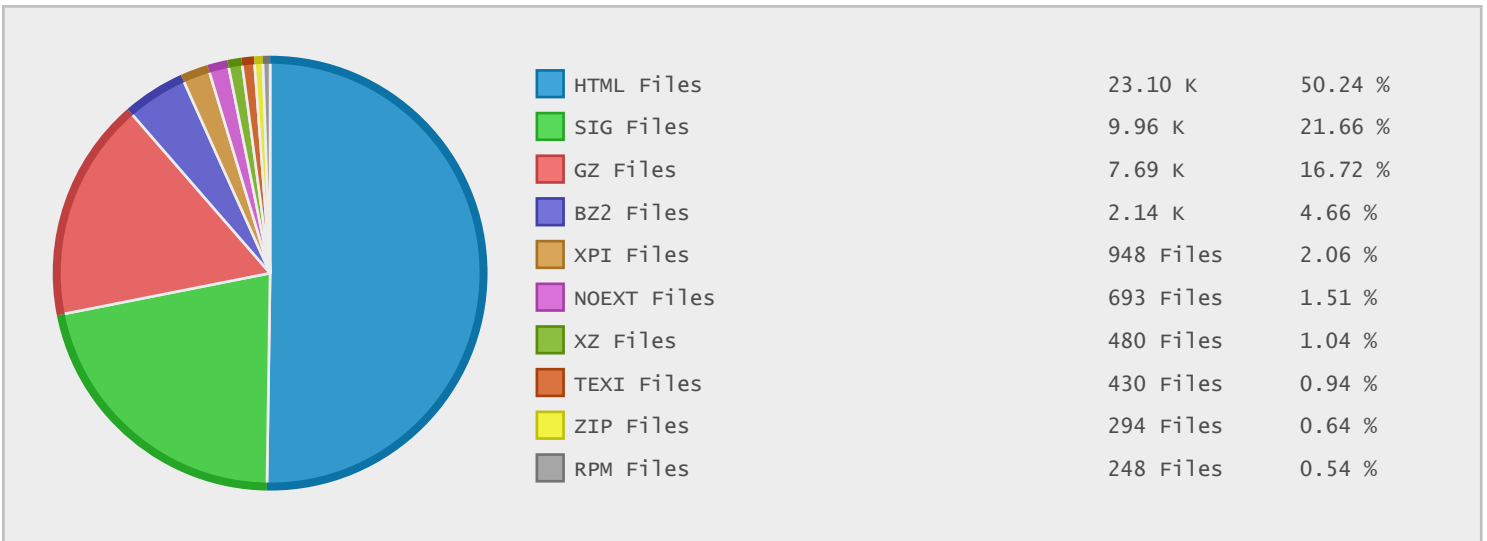 HTML Files 23.10 K 50.24 %
SIG Files 9.96 K 21.66 %
GZ Files 7.69 K 16.72 %
BZ2 Files 2.14 K 4.66 %
XPI Files 948 Files 2.06 %
NOEXT Files 693 Files 1.51 %
XZ Files 480 Files 1.04 %
TEXI Files 430 Files 0.94 %
ZIP Files 294 Files 0.64 %
RPM Files 248 Files 0.54 %